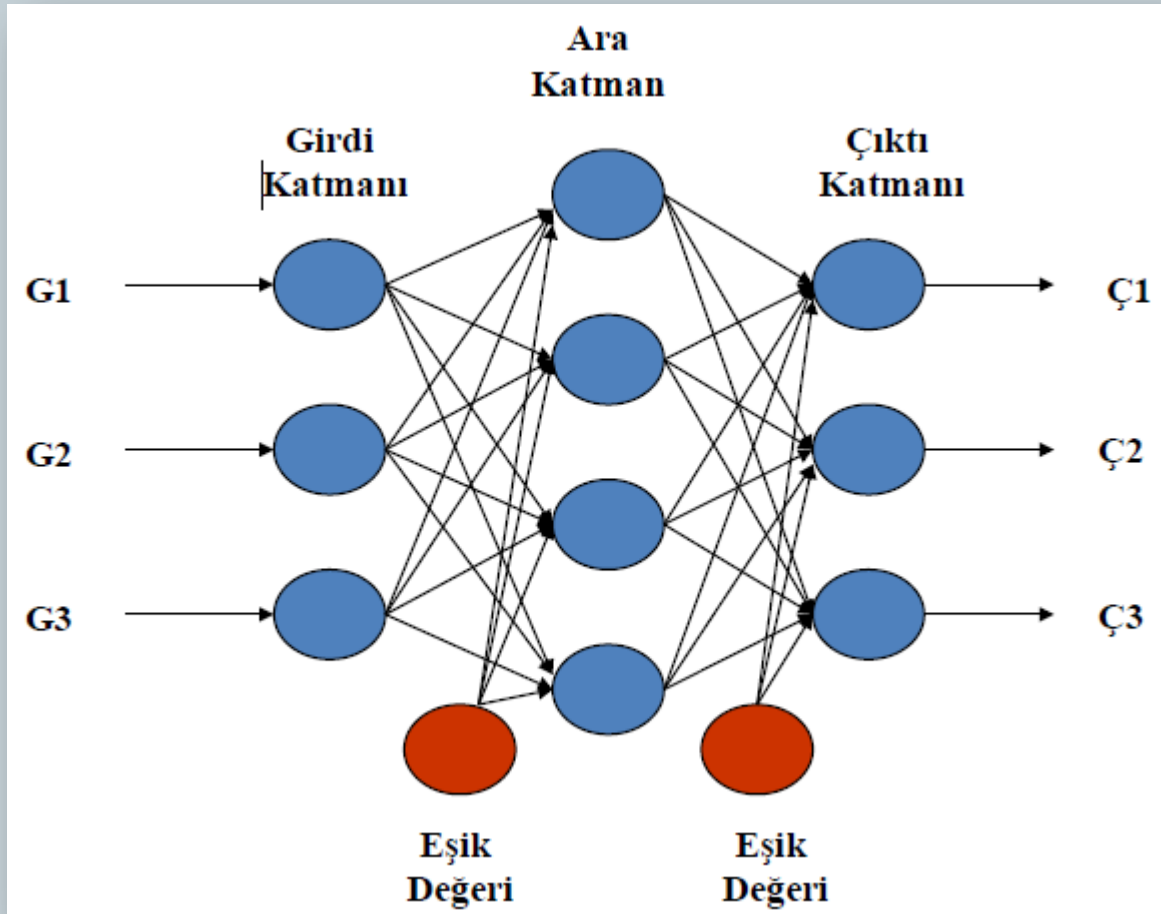 Ara
Katman
Girdi
Katmanı
Çıktı
Katmanı
G1
Ç1
G2
Ç2
G3
Ç3
Eşik
Değeri
Eşik
Değeri